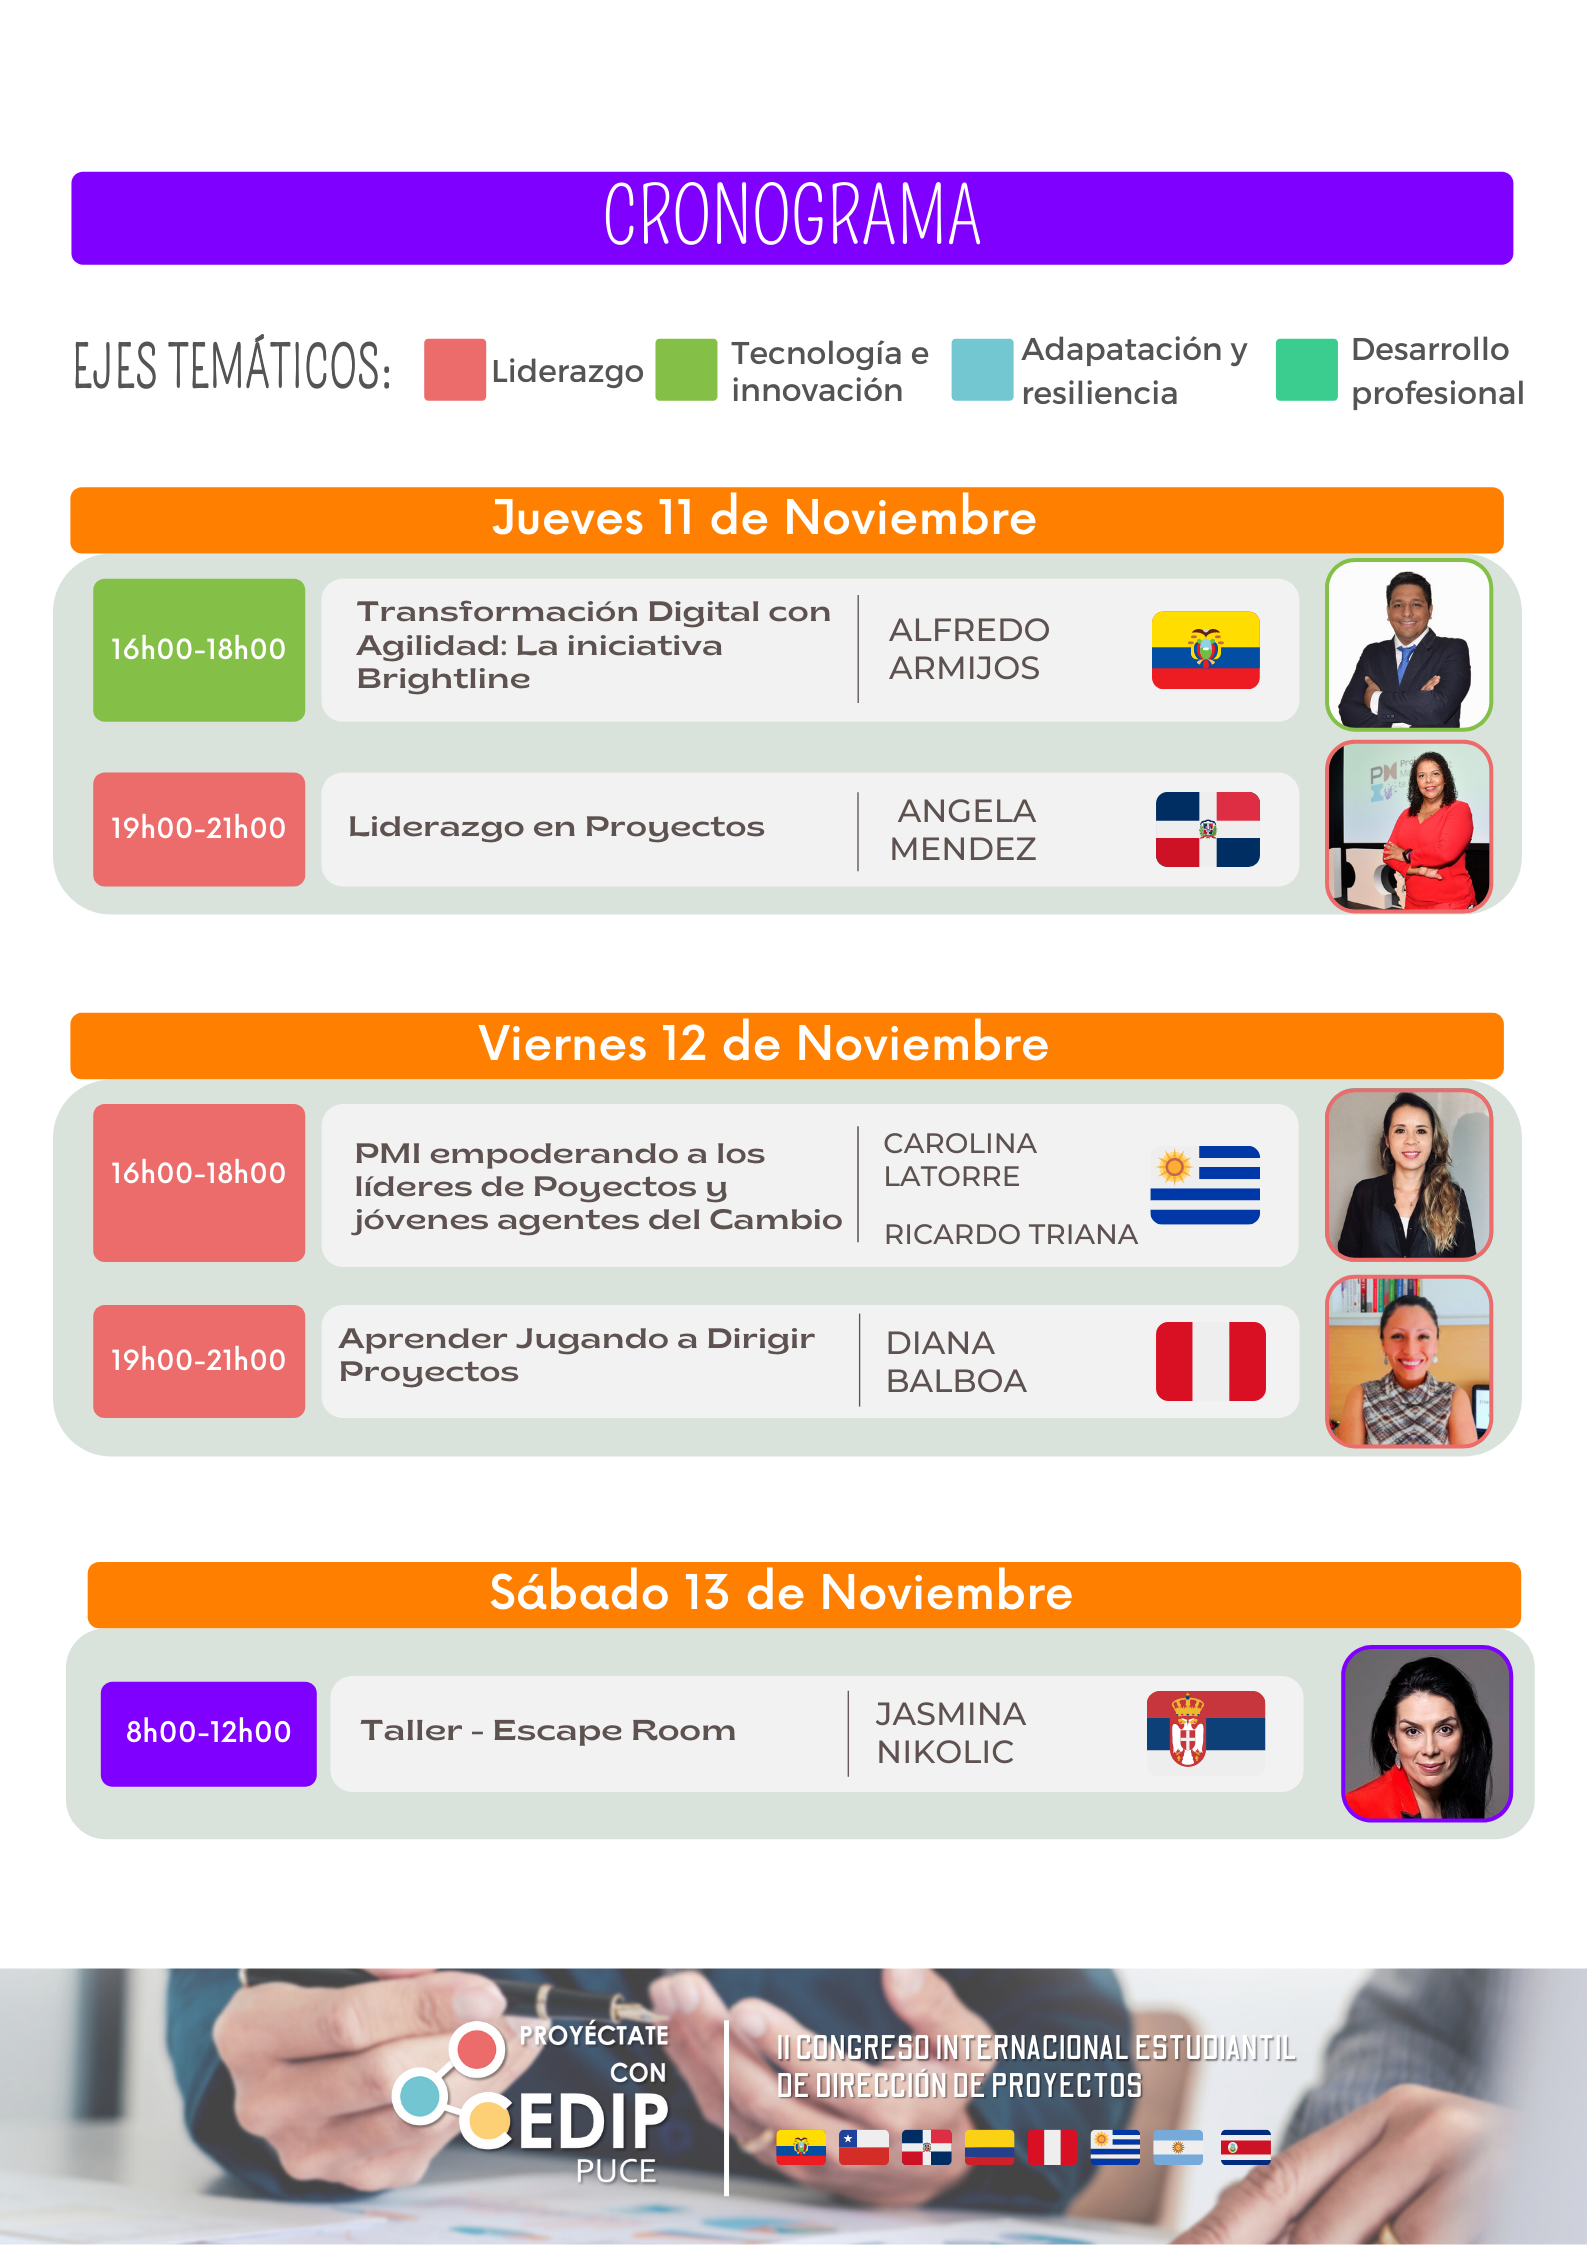 CRONOGRAMA
EJES TEMÁTICOS:
Liderazgo
Tecnología e
innovación
Adapatación y
resiliencia
Desarrollo
profesional
Jueves 11 de Noviembre
16h00-18h00
Transformación Digital con
Agilidad: La iniciativa
Brightline
ALFREDO
ARMIJOS
19h00-21h00
Liderazgo en Proyectos
ANGELA
MENDEZ
Viernes 12 de Noviembre
16h00-18h00
PMI empoderando a los
líderes de Poyectos y
jóvenes agentes del Cambio
CAROLINA
LATORRE
RICARDO TRIANA
19h00-21h00
Aprender Jugando a Dirigir
Proyectos
DIANA
BALBOA
Sábado 13 de Noviembre
8h00-12h00
Taller - Escape Room
JASMINA
NIKOLIC
PROYÉCTATE
CON
CEDIP
PUCE
II CONGRESO INTERNACIONAL ESTUDIANTIL
DE DIRECCIÓN DE PROYECTOS